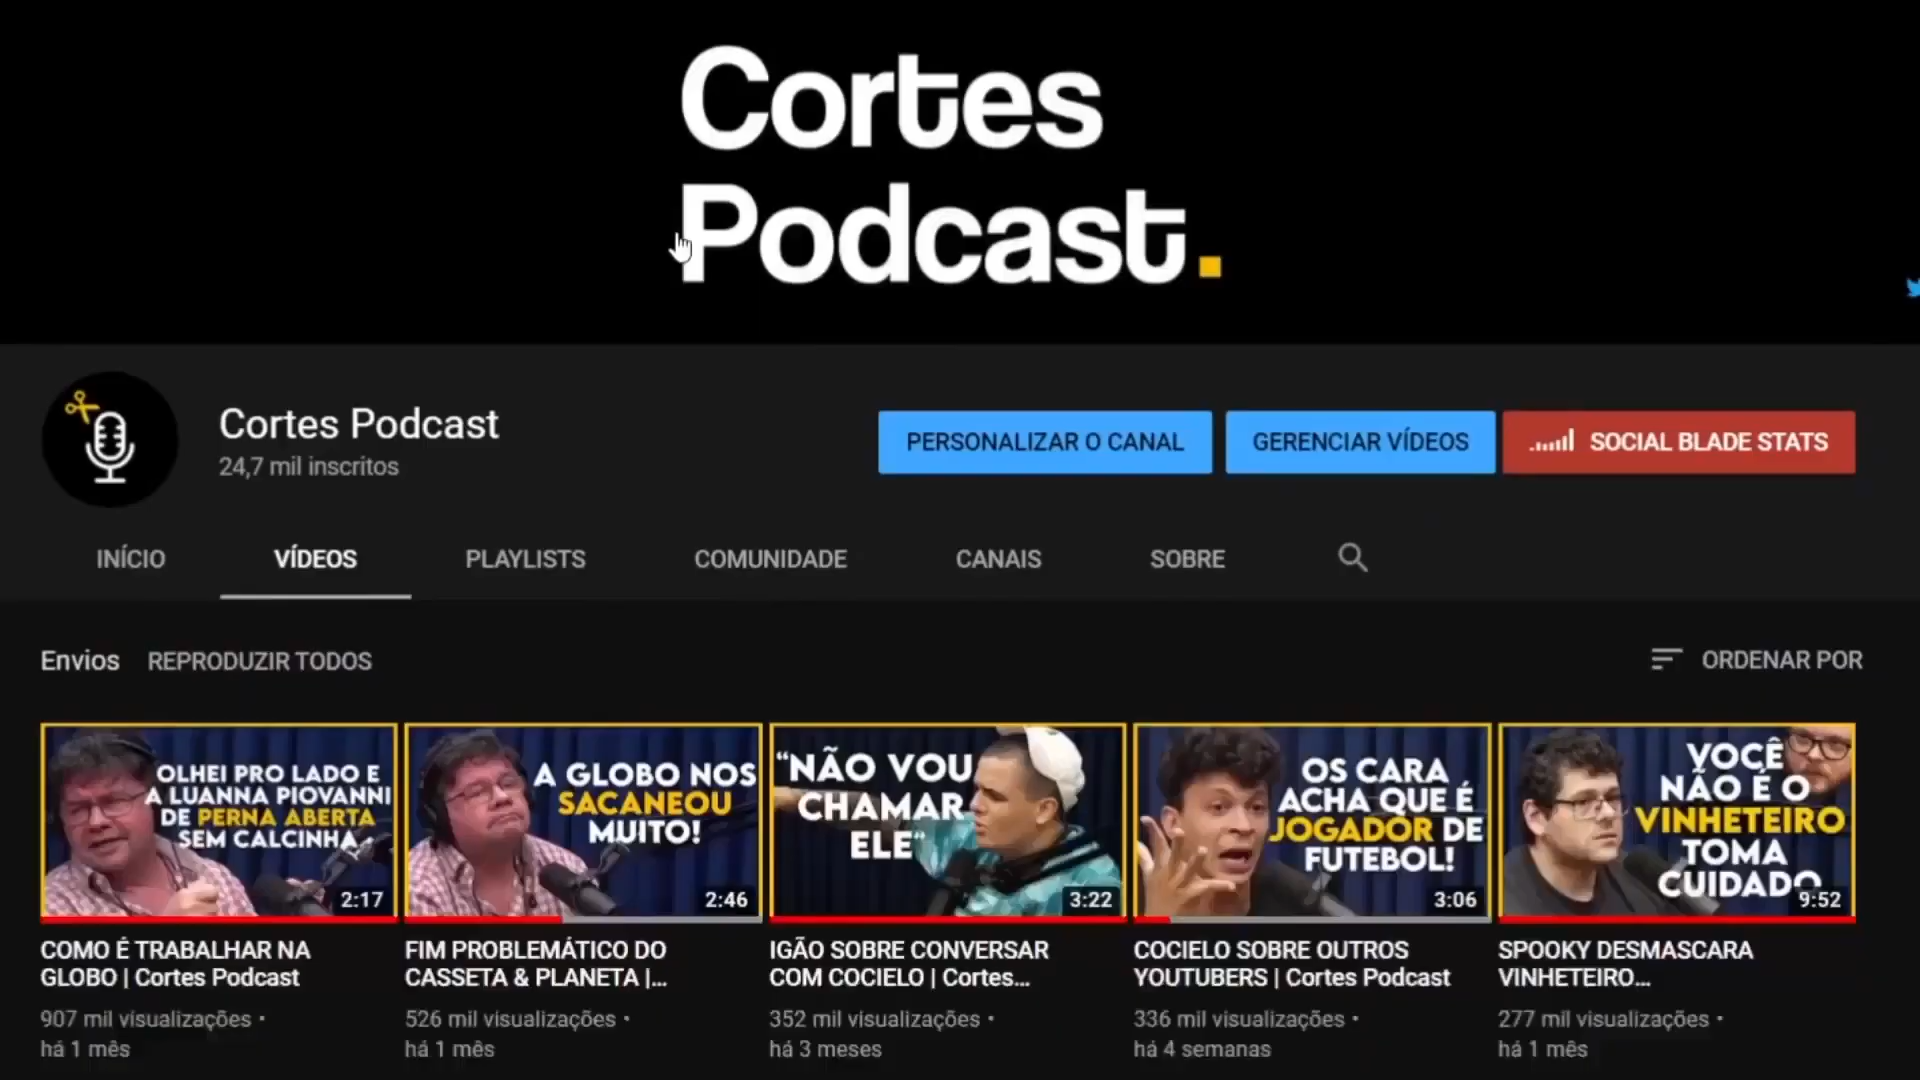 Cortes
Podcast.
Cortes Podcast
24,7 mil inscritos
PERSONALIZAR O CANAL
GERENCIAR VÍDEOS
SOCIAL BLADE STATS
INÍCIO
VÍDEOS
PLAYLISTS
COMUNIDADE
CANAIS
SOBRE
Envios
REPRODUZIR TODOS
ORDENAR POR
OLHEI PRO LADO E
A LUANNA PIOVANNI
DE PERNA ABERTA
SEM CALCINHA
2:17
A GLOBO NOS
SACANEOU
MUITO!
2:46
“NÃO VOU
CHAMAR
ELE“
3:22
OS CARA
ACHA QUE É
JOGADOR DE
FUTEBOL!
3:06
VOCÊ
NÃO É O
VINHETEIRO
TOMA
CUIDADO
9:52
COMO É TRABALHAR NA
GLOBO | Cortes Podcast
907 mil visualizações •
há 1 mês
FIM PROBLEMÁTICO DO
CASSETA & PLANETA |...
526 mil visualizações •
há 1 mês
IGÃO SOBRE CONVERSAR
COM COCIELO | Cortes...
352 mil visualizações •
há 3 meses
COCIELO SOBRE OUTROS
YOUTUBERS | Cortes Podcast
336 mil visualizações •
há 4 semanas
SPOOKY DESMASCARA
VINHETEIRO...
277 mil visualizações •
há 1 mês